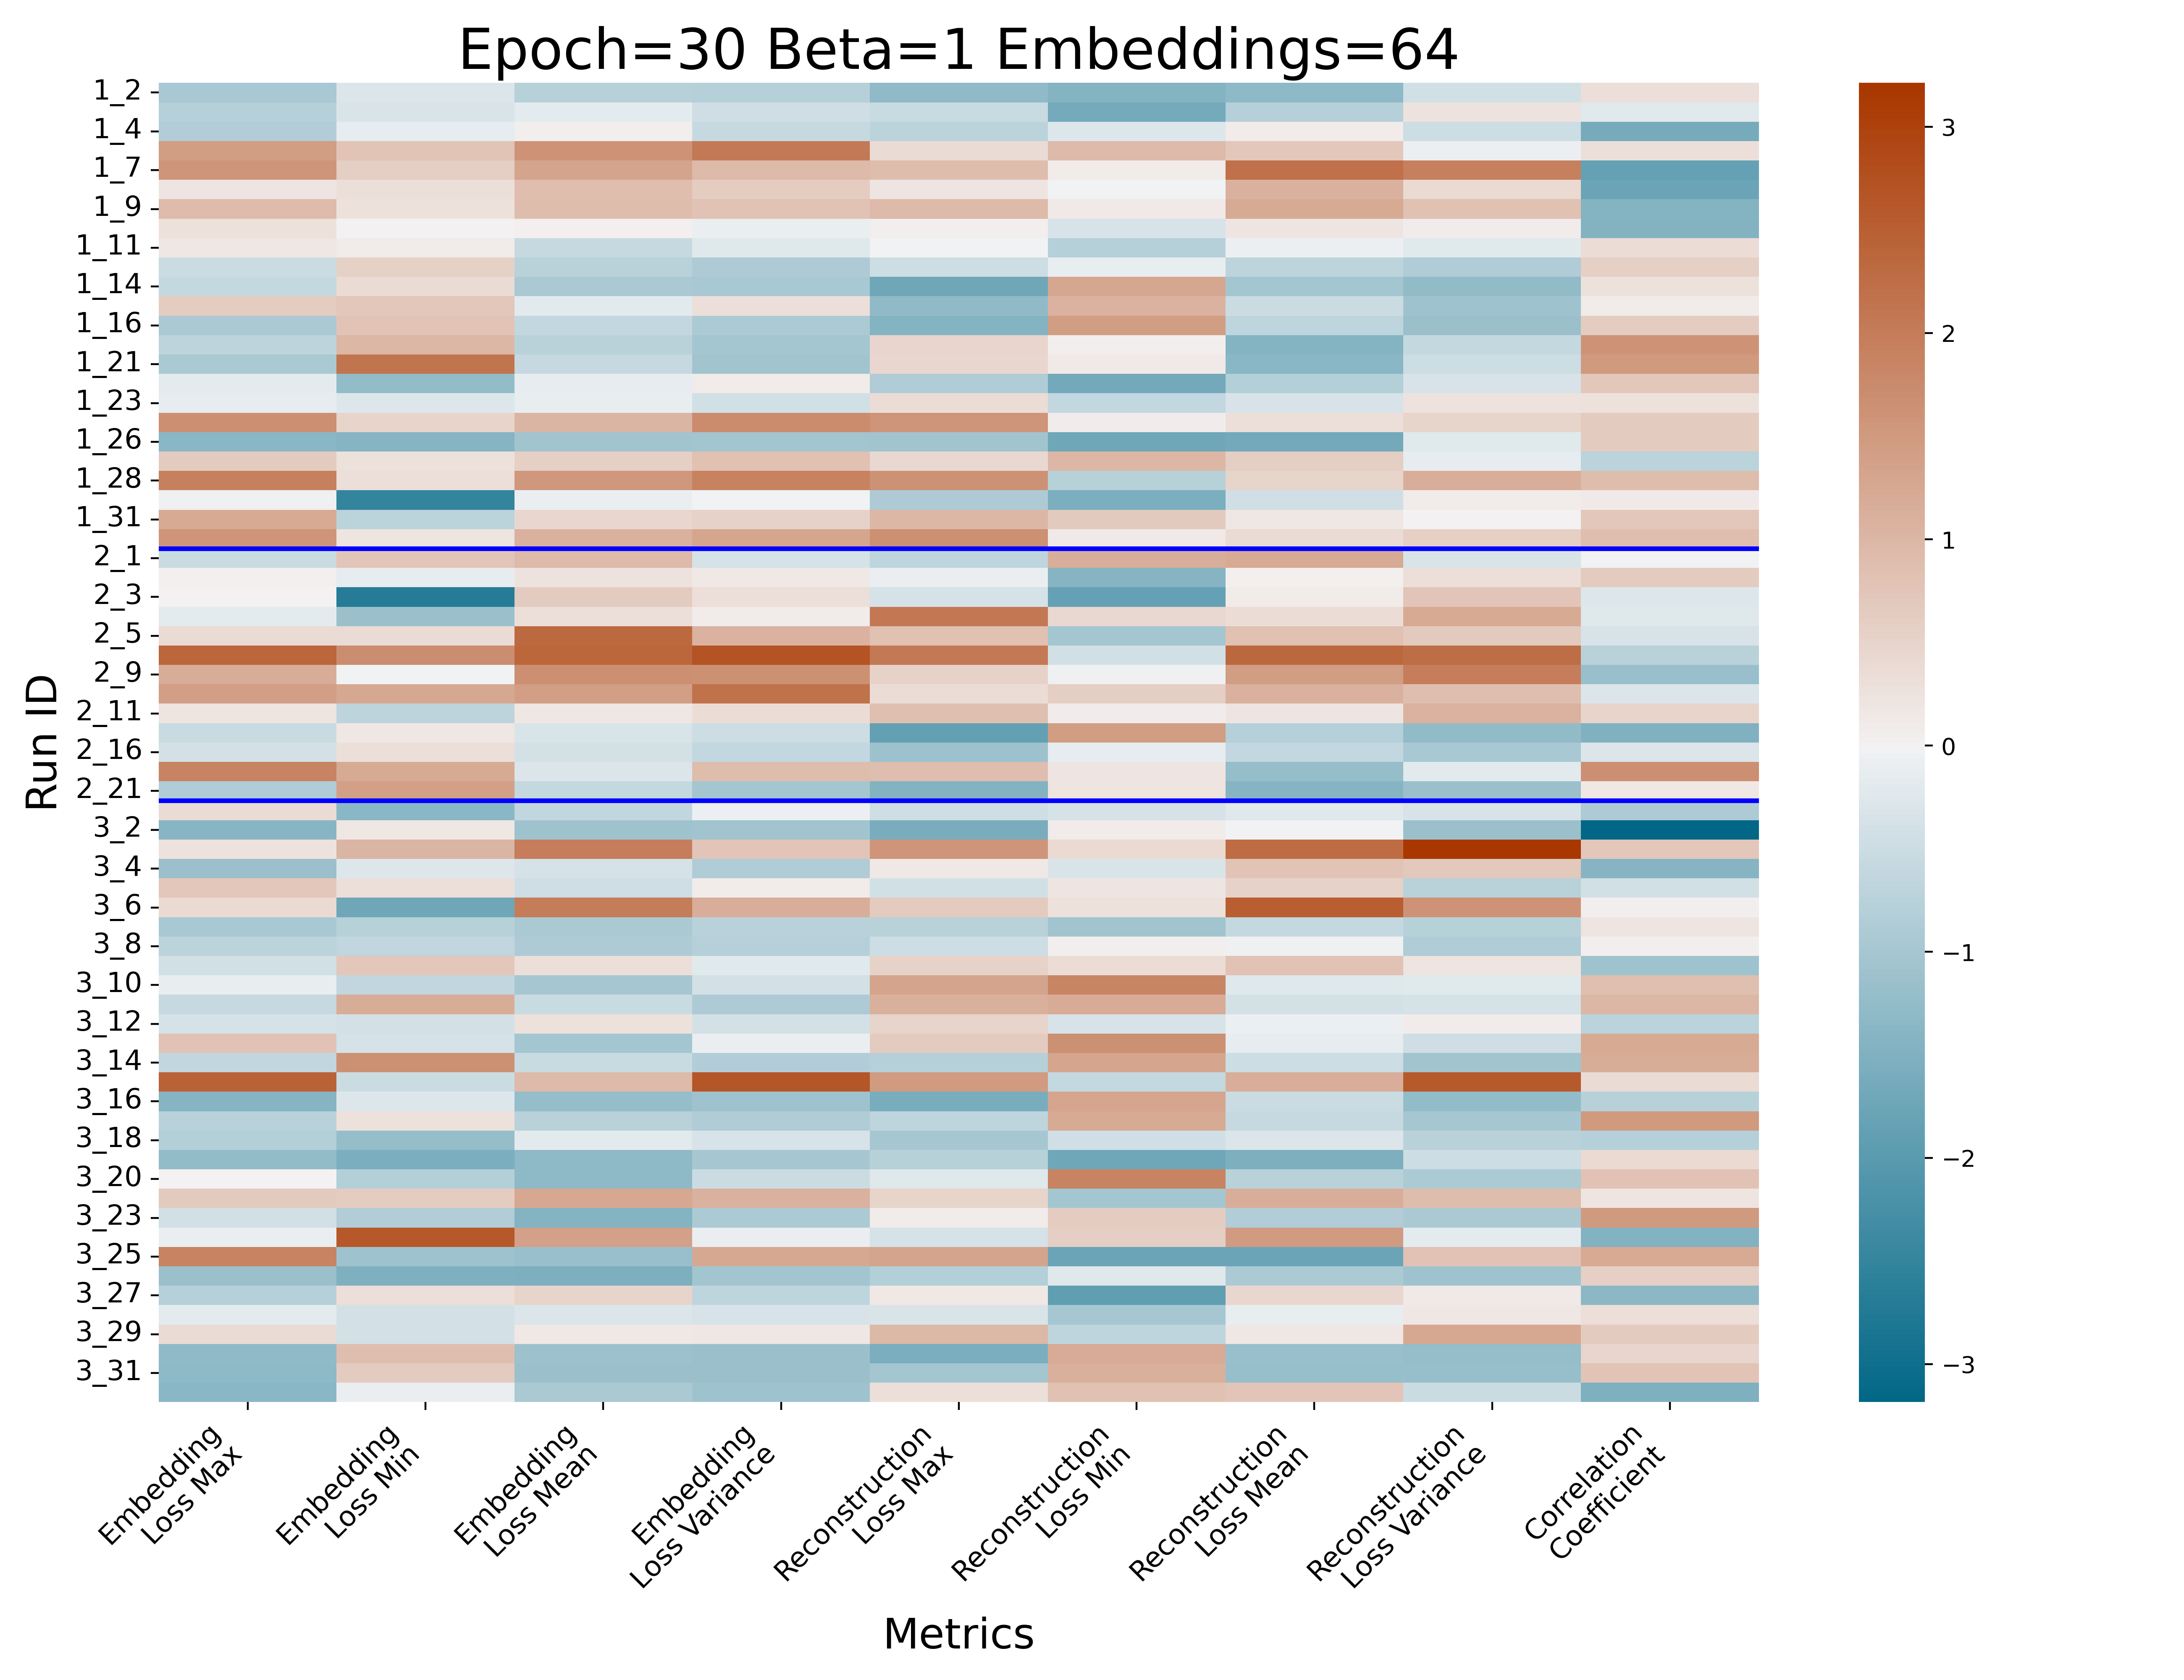 Epoch=30 Beta=1 Embeddings=64
Run ID
1_2
1_4
1_7
1_9
1_11
1_14
1_16
1_21
1_23
1_26
1_28
1_31
2_1
2_3
2_5
2_9
2_11
2_16
2_21
3_2
3_4
3_6
3_8
3_10
3_12
3_14
3_16
3_18
3_20
3_23
3_25
3_27
3_29
3_31
Embedding
Loss Max
Embedding
Loss Min
Embedding
Loss Mean
Embedding
Loss Variance
Reconstruction
Loss Max
Reconstruction
Loss Min
Reconstruction
Loss Mean
Reconstruction
Loss Variance
Correlation
Coefficient
Metrics
3
2
1
0
−1
−2
−3